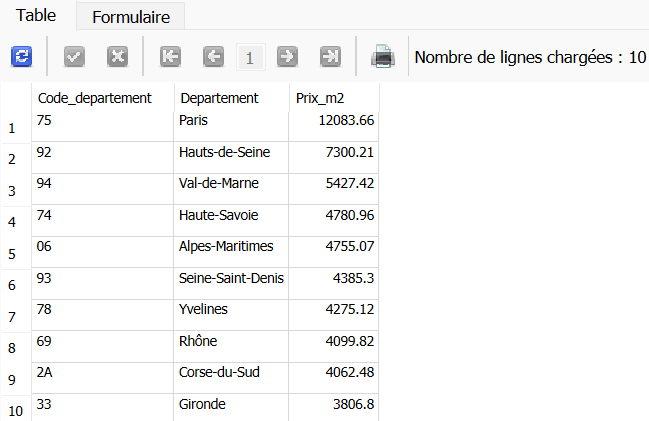 Table Formulaire
1 Nombre de lignes chargées : 10
Code_departement Departement Prix_m2
1 75 Paris 12083.66
2 92 Hauts-de-Seine 7300.21
3 94 Val-de-Marne 5427.42
4 74 Haute-Savoie 4780.96
5 06 Alpes-Maritimes 4755.07
6 93 Seine-Saint-Denis 4385.3
7 78 Yvelines 4275.12
8 69 Rhône 4099.82
9 2A Corse-du-Sud 4062.48
10 33 Gironde 3806.8